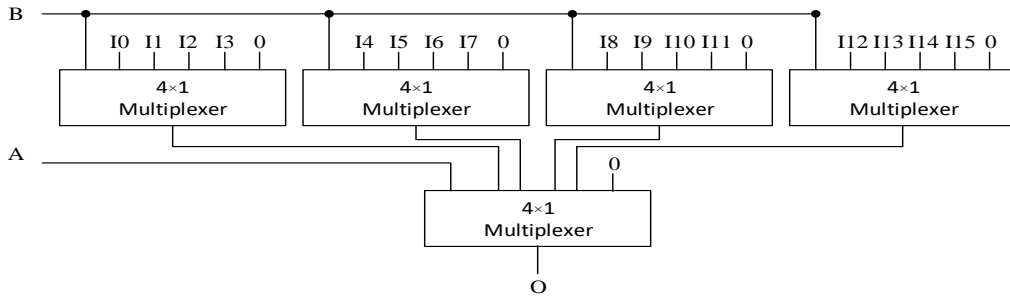 B
I0 I1 I2 I3 0 I4 I5 I6 I7 0 I8 I9 I10 I11 0 I12 I13 I14 I15 0
4×1 4×1 4×1 4×1
Multiplexer Multiplexer Multiplexer Multiplexer
A
0
4×1
Multiplexer
O